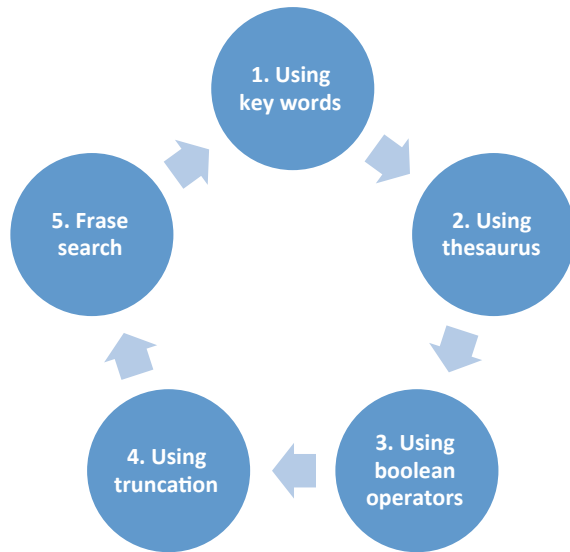 1. Using
key words
2. Using
thesaurus
3. Using
boolean
operators
4. Using
truncation
5. Frase
search